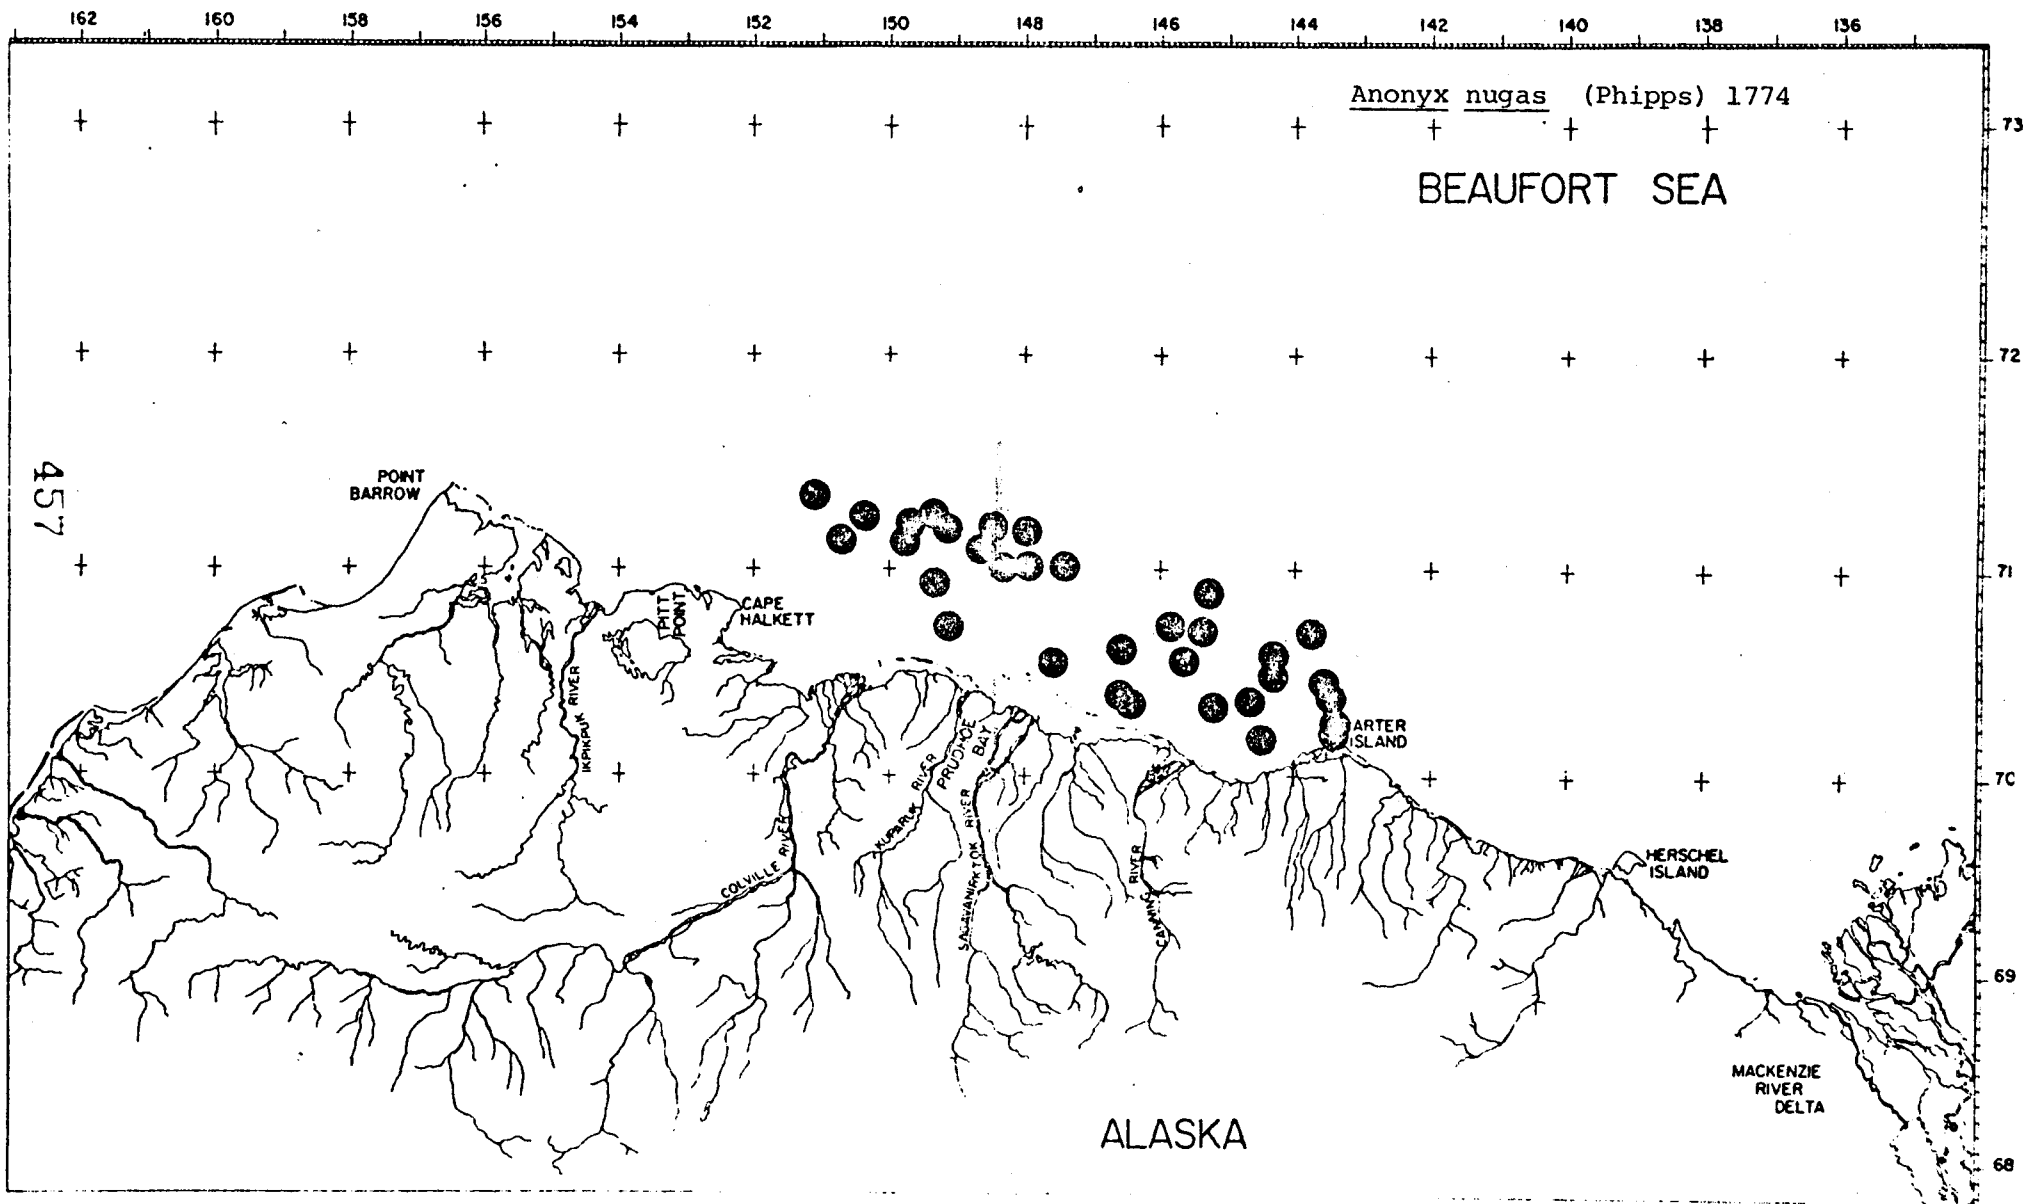 162 160 158 156 154 152 150 148 146 144 142 140 138 136
Anonyx nugas (Phipps) 1774
73
BEAUFORT SEA
72
457
POINT
BARROW
71
PITT
POINT
CAPE
HALKETT
IKPIKPUK RIVER
ARTER
ISLAND
PRUDHOE
BAY
70
KUPARUK RIVER
COLVILLE RIVER
SAGAVANIRKTOK RIVER
CANNING RIVER
HERSCHEL
ISLAND
69
MACKENZIE
RIVER
DELTA
ALASKA
68